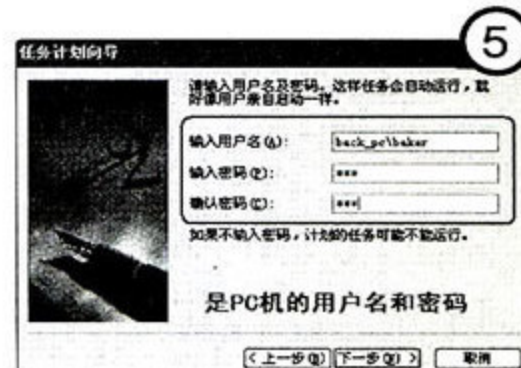 ⑤
任务计划向导
请输入用户名及密码。这样任务会自动运行，就
好像用户亲自启动一样。
输入用户名(A):
back_pc\baker
输入密码(P):
***
确认密码(C):
***
如果不输入密码，计划的任务可能不能运行。
是PC机的用户名和密码
< 上一步(B)
下一步(N) >
取消